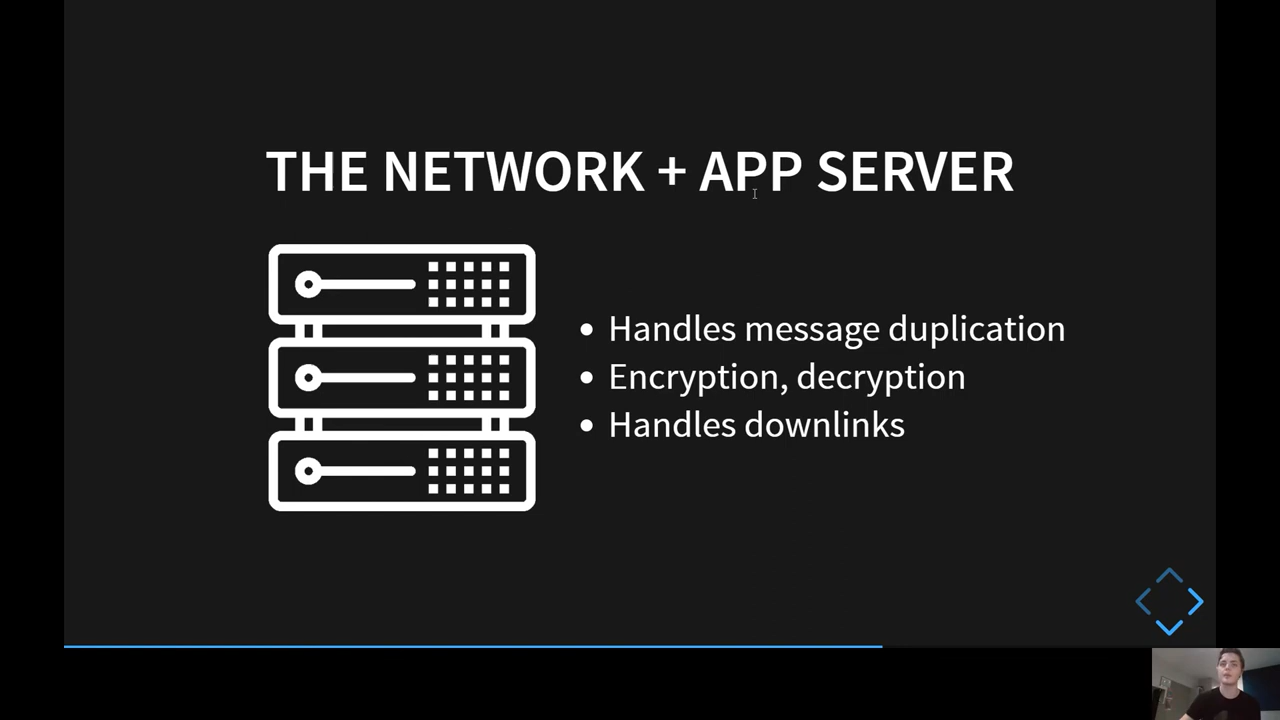 THE NETWORK + APP SERVER
Handles message duplication
Encryption, decryption
Handles downlinks